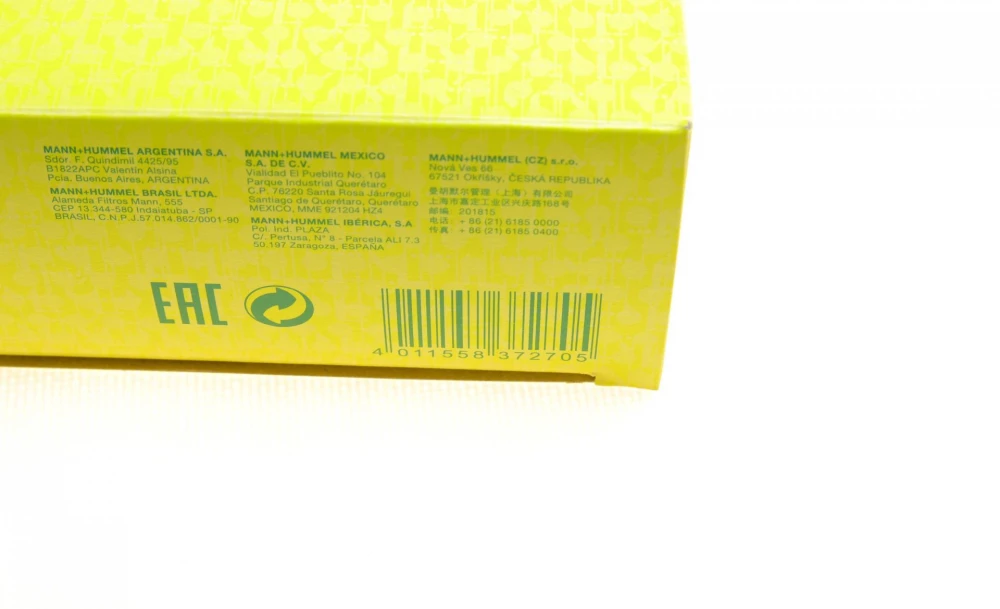 MANN+HUMMEL ARGENTINA S.A.
Sdor. F. Quindimil 4425/95
B1822APC Valentin Alsina
Pcia. Buenos Aires, ARGENTINA
MANN+HUMMEL BRASIL LTDA.
Alameda Filtros Mann, 555
CEP 13.344-580 Indaiatuba - SP
BRASIL, C.N.P.J.57.014.862/0001-90
MANN+HUMMEL MEXICO
S.A. DE C.V.
Vialidad El Pueblito No. 104
Parque Industrial Querétaro
C.P. 76220 Santa Rosa Jáuregui
Santiago de Querétaro, Querétaro
MEXICO, MME 921204 HZ4
MANN+HUMMEL IBÉRICA, S.A
Pol. Ind. PLAZA
C/. Pertusa, N° 8 - Parcela ALI 7.3
50.197 Zaragoza, ESPAÑA
MANN+HUMMEL (CZ) s.r.o.
Nová Ves 66
67521 Okříšky, ČESKÁ REPUBLIKA
曼胡默尔管理（上海）有限公司
上海市嘉定工业区兴庆路168号
邮编: 201815
电话: + 86 (21) 6185 0000
传真: + 86 (21) 6185 0400
EAC
4 011558 372705